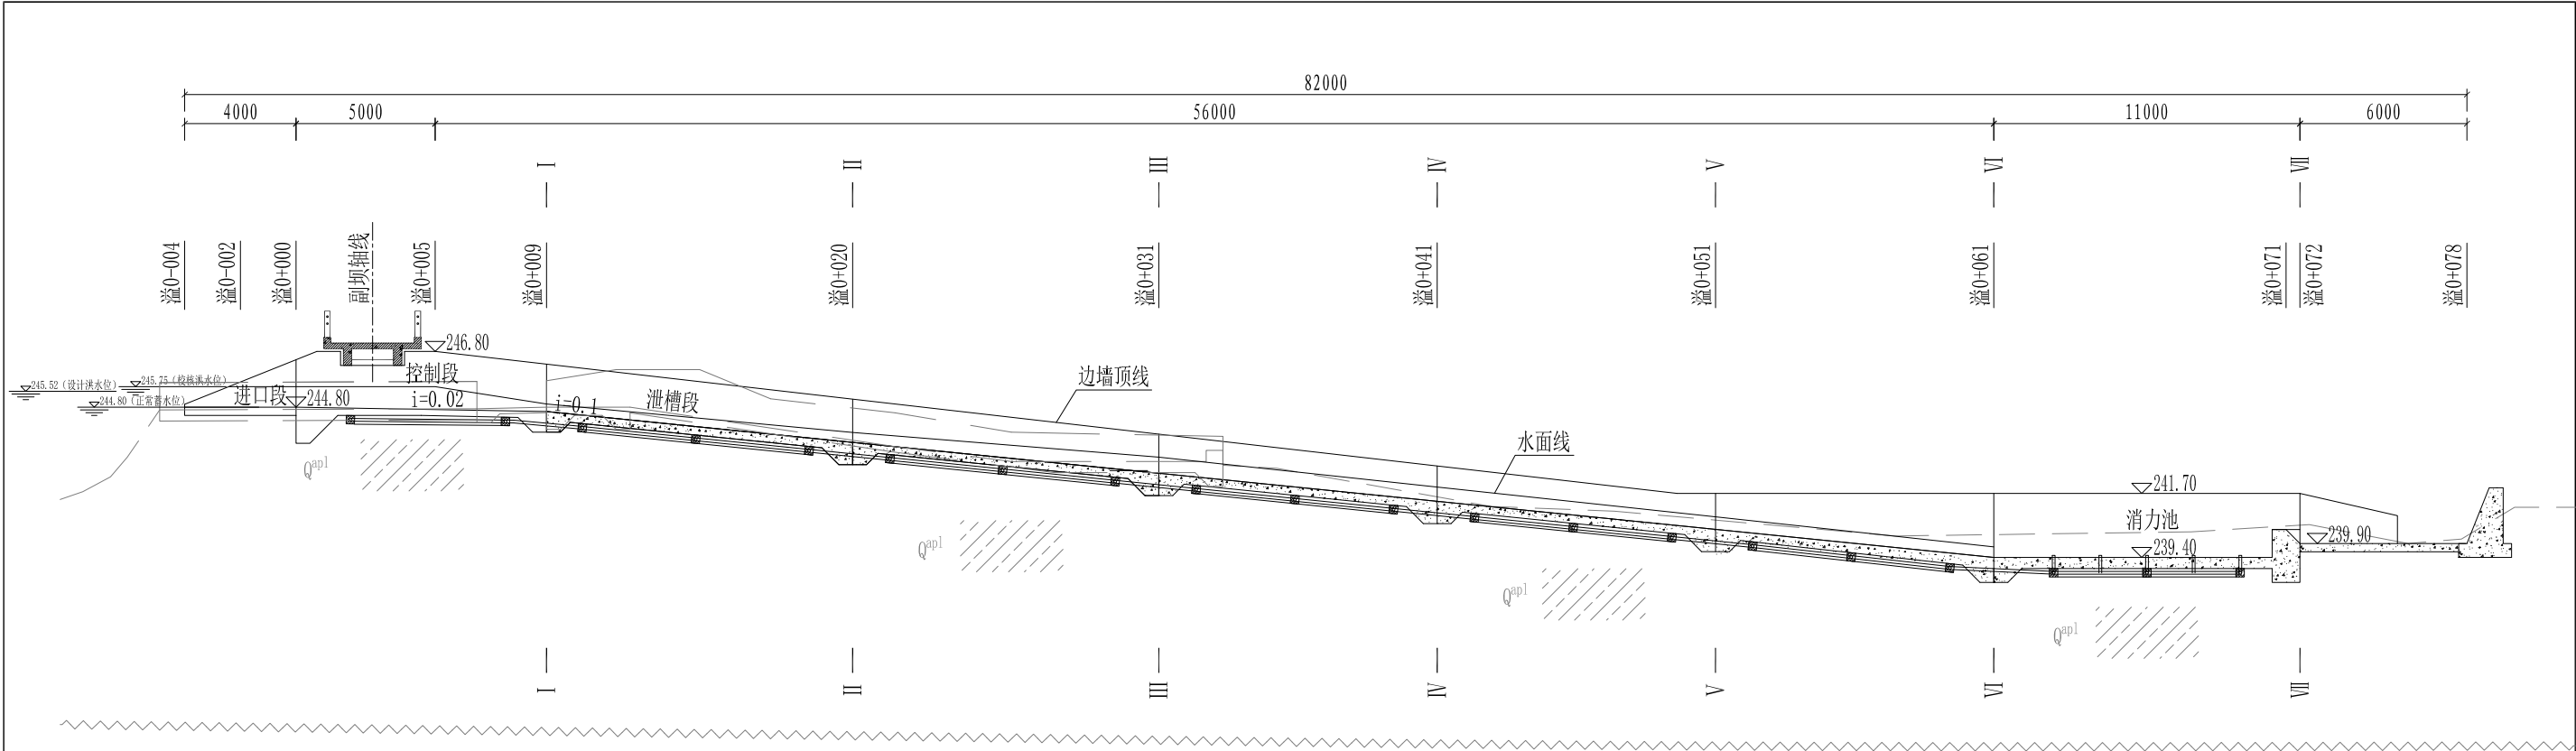 82000
4000 5000 56000 11000 6000
I II III IV V VI VII
溢0-004 溢0-002 溢0+000 副坝轴线 溢0+005 溢0+009 溢0+020 溢0+031 溢0+041 溢0+051 溢0+061 溢0+071 溢0+072 溢0+078
246.80
245.52（设计洪水位）
245.75（校核洪水位）
244.80（正常蓄水位）
进口段
244.80
控制段
i=0.02
i=0.1
泄槽段
边墙顶线
水面线
241.70
消力池
239.40
239.90
Qapl
Qapl
Qapl
Qapl
I II III IV V VI VII